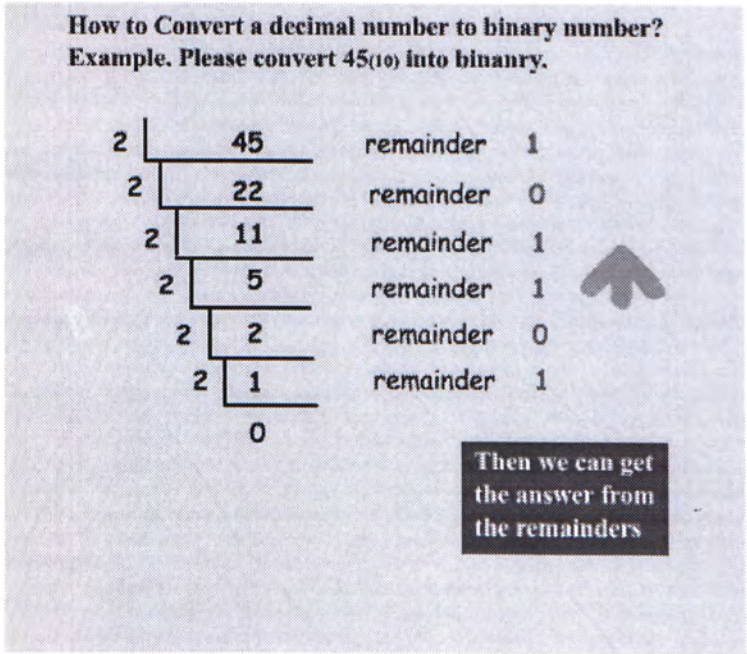 How to Convert a decimal number to binary number?
Example. Please convert 45(10) into binanry.
2 45 remainder 1
2 22 remainder 0
2 11 remainder 1
2 5 remainder 1
2 2 remainder 0
2 1 remainder 1
0
Then we can get
the answer from
the remainders